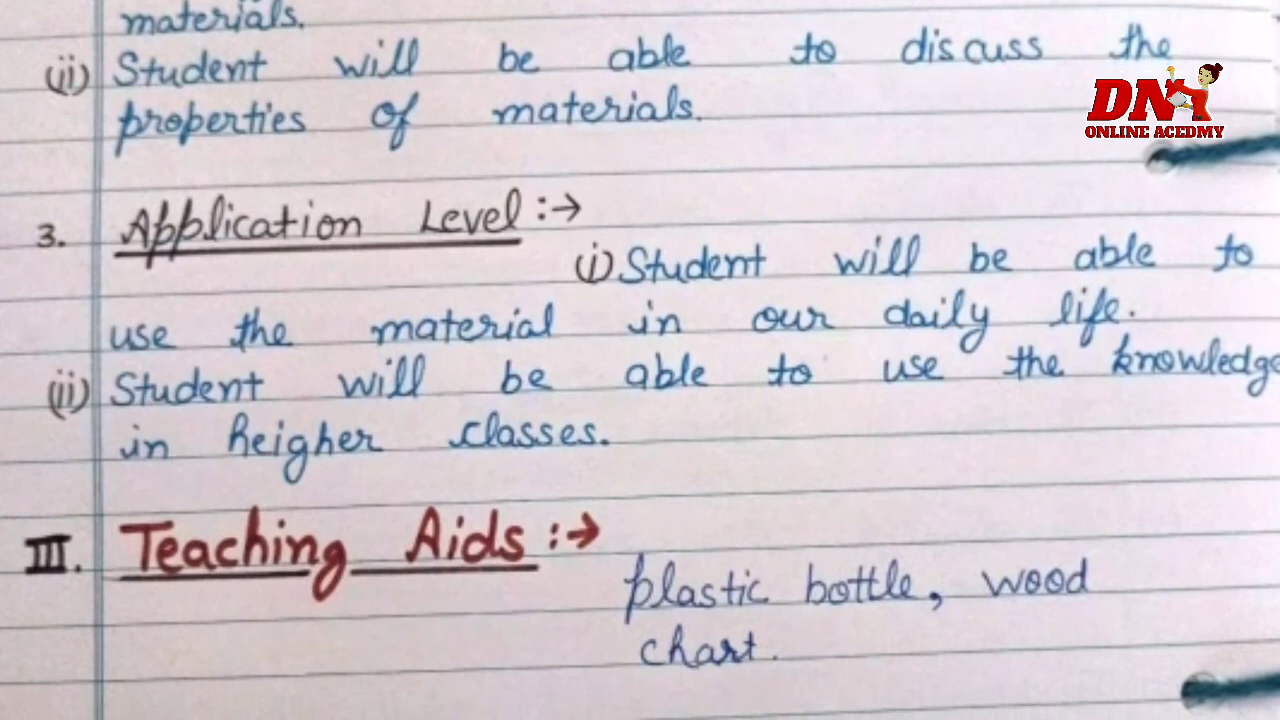 materials.
(ii) Student will be able to discuss the
properties of materials.
DN
ONLINE ACEDMY
3. Application Level :→
(i) Student will be able to
use the material in our daily life.
(ii) Student will be able to use the knowledge
in heigher classes.
III. Teaching Aids :→
plastic bottle, wood
chart.